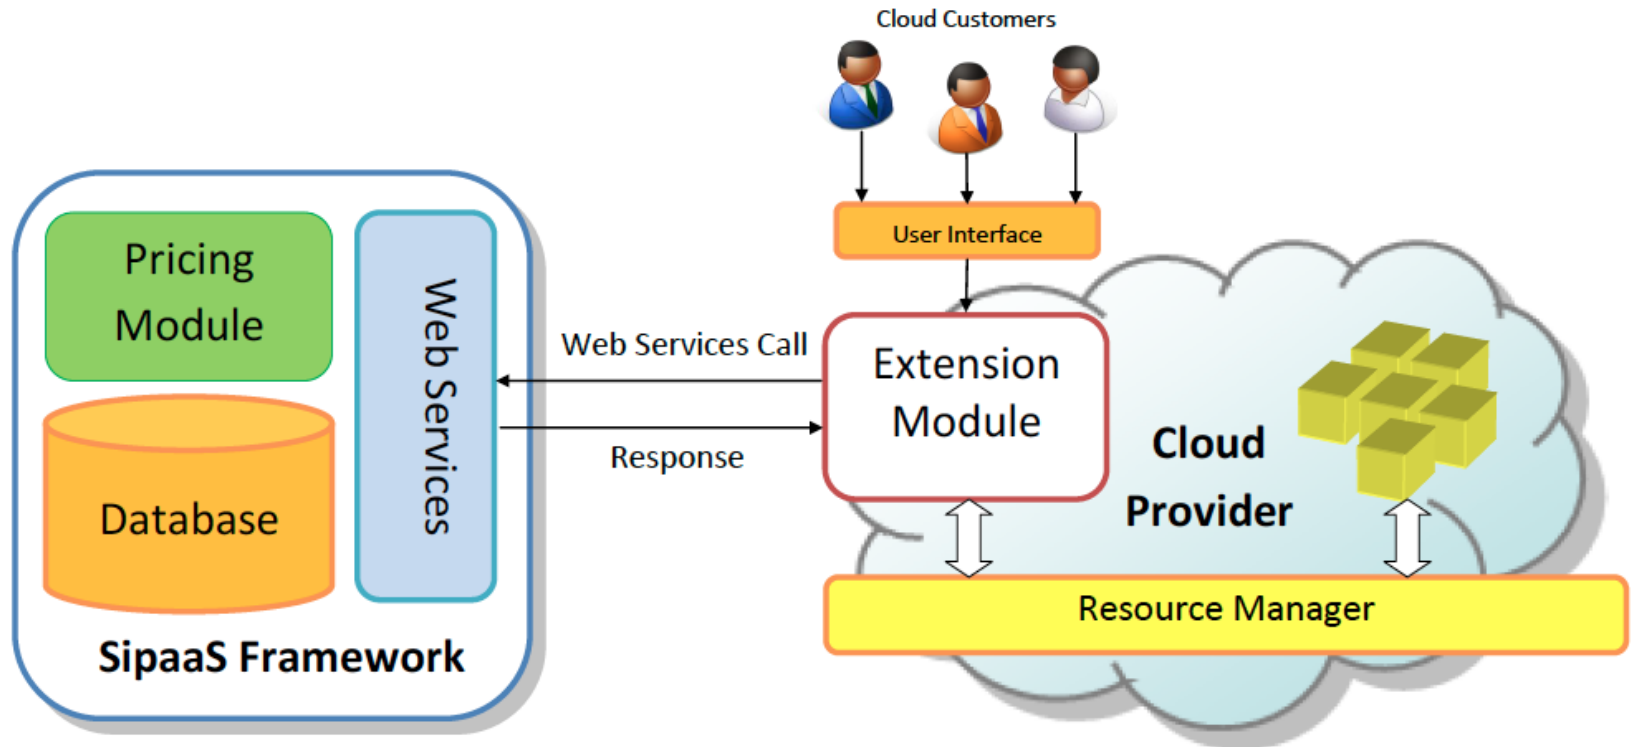 Cloud Customers
User Interface
Pricing
Module
Web Services
Database
SipaaS Framework
Web Services Call
Response
Extension
Module
Cloud
Provider
Resource Manager